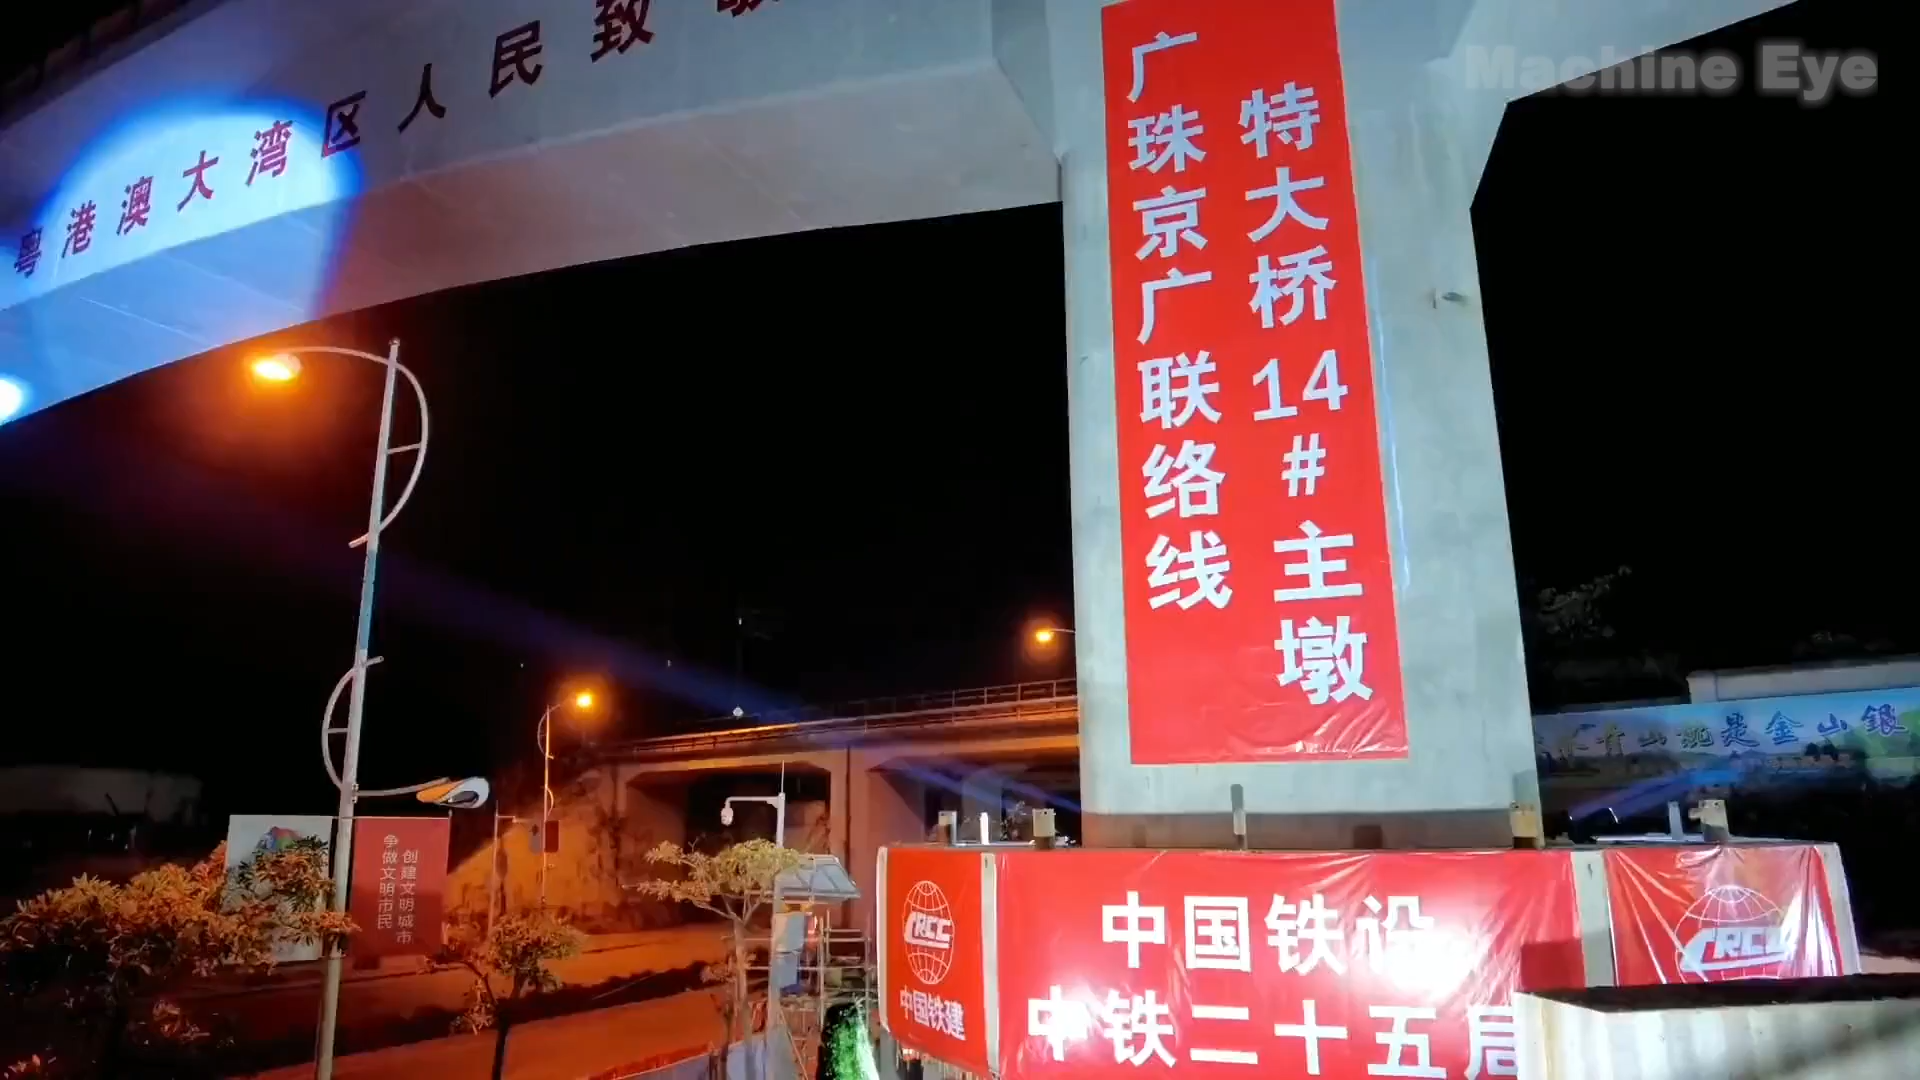 粤港澳大湾区人民致敬
Machine Eye
广珠京广联络线
特大桥14#主墩
是金山银
创建文明城市
争做文明市民
CRCC
中国铁建
中国铁设
中铁二十五局
CRCC